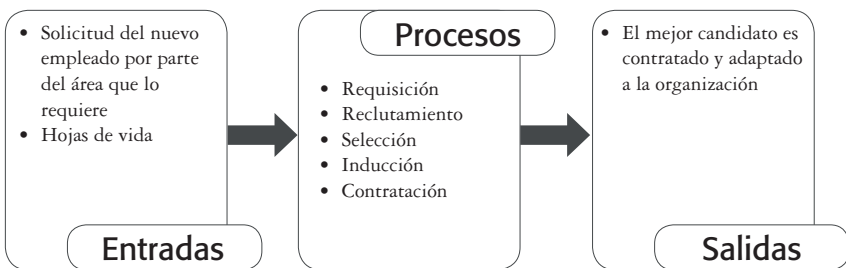 • Solicitud del nuevo
empleado por parte
del área que lo
requiere
• Hojas de vida
Entradas
Procesos
• Requisición
• Reclutamiento
• Selección
• Inducción
• Contratación
• El mejor candidato es
contratado y adaptado
a la organización
Salidas